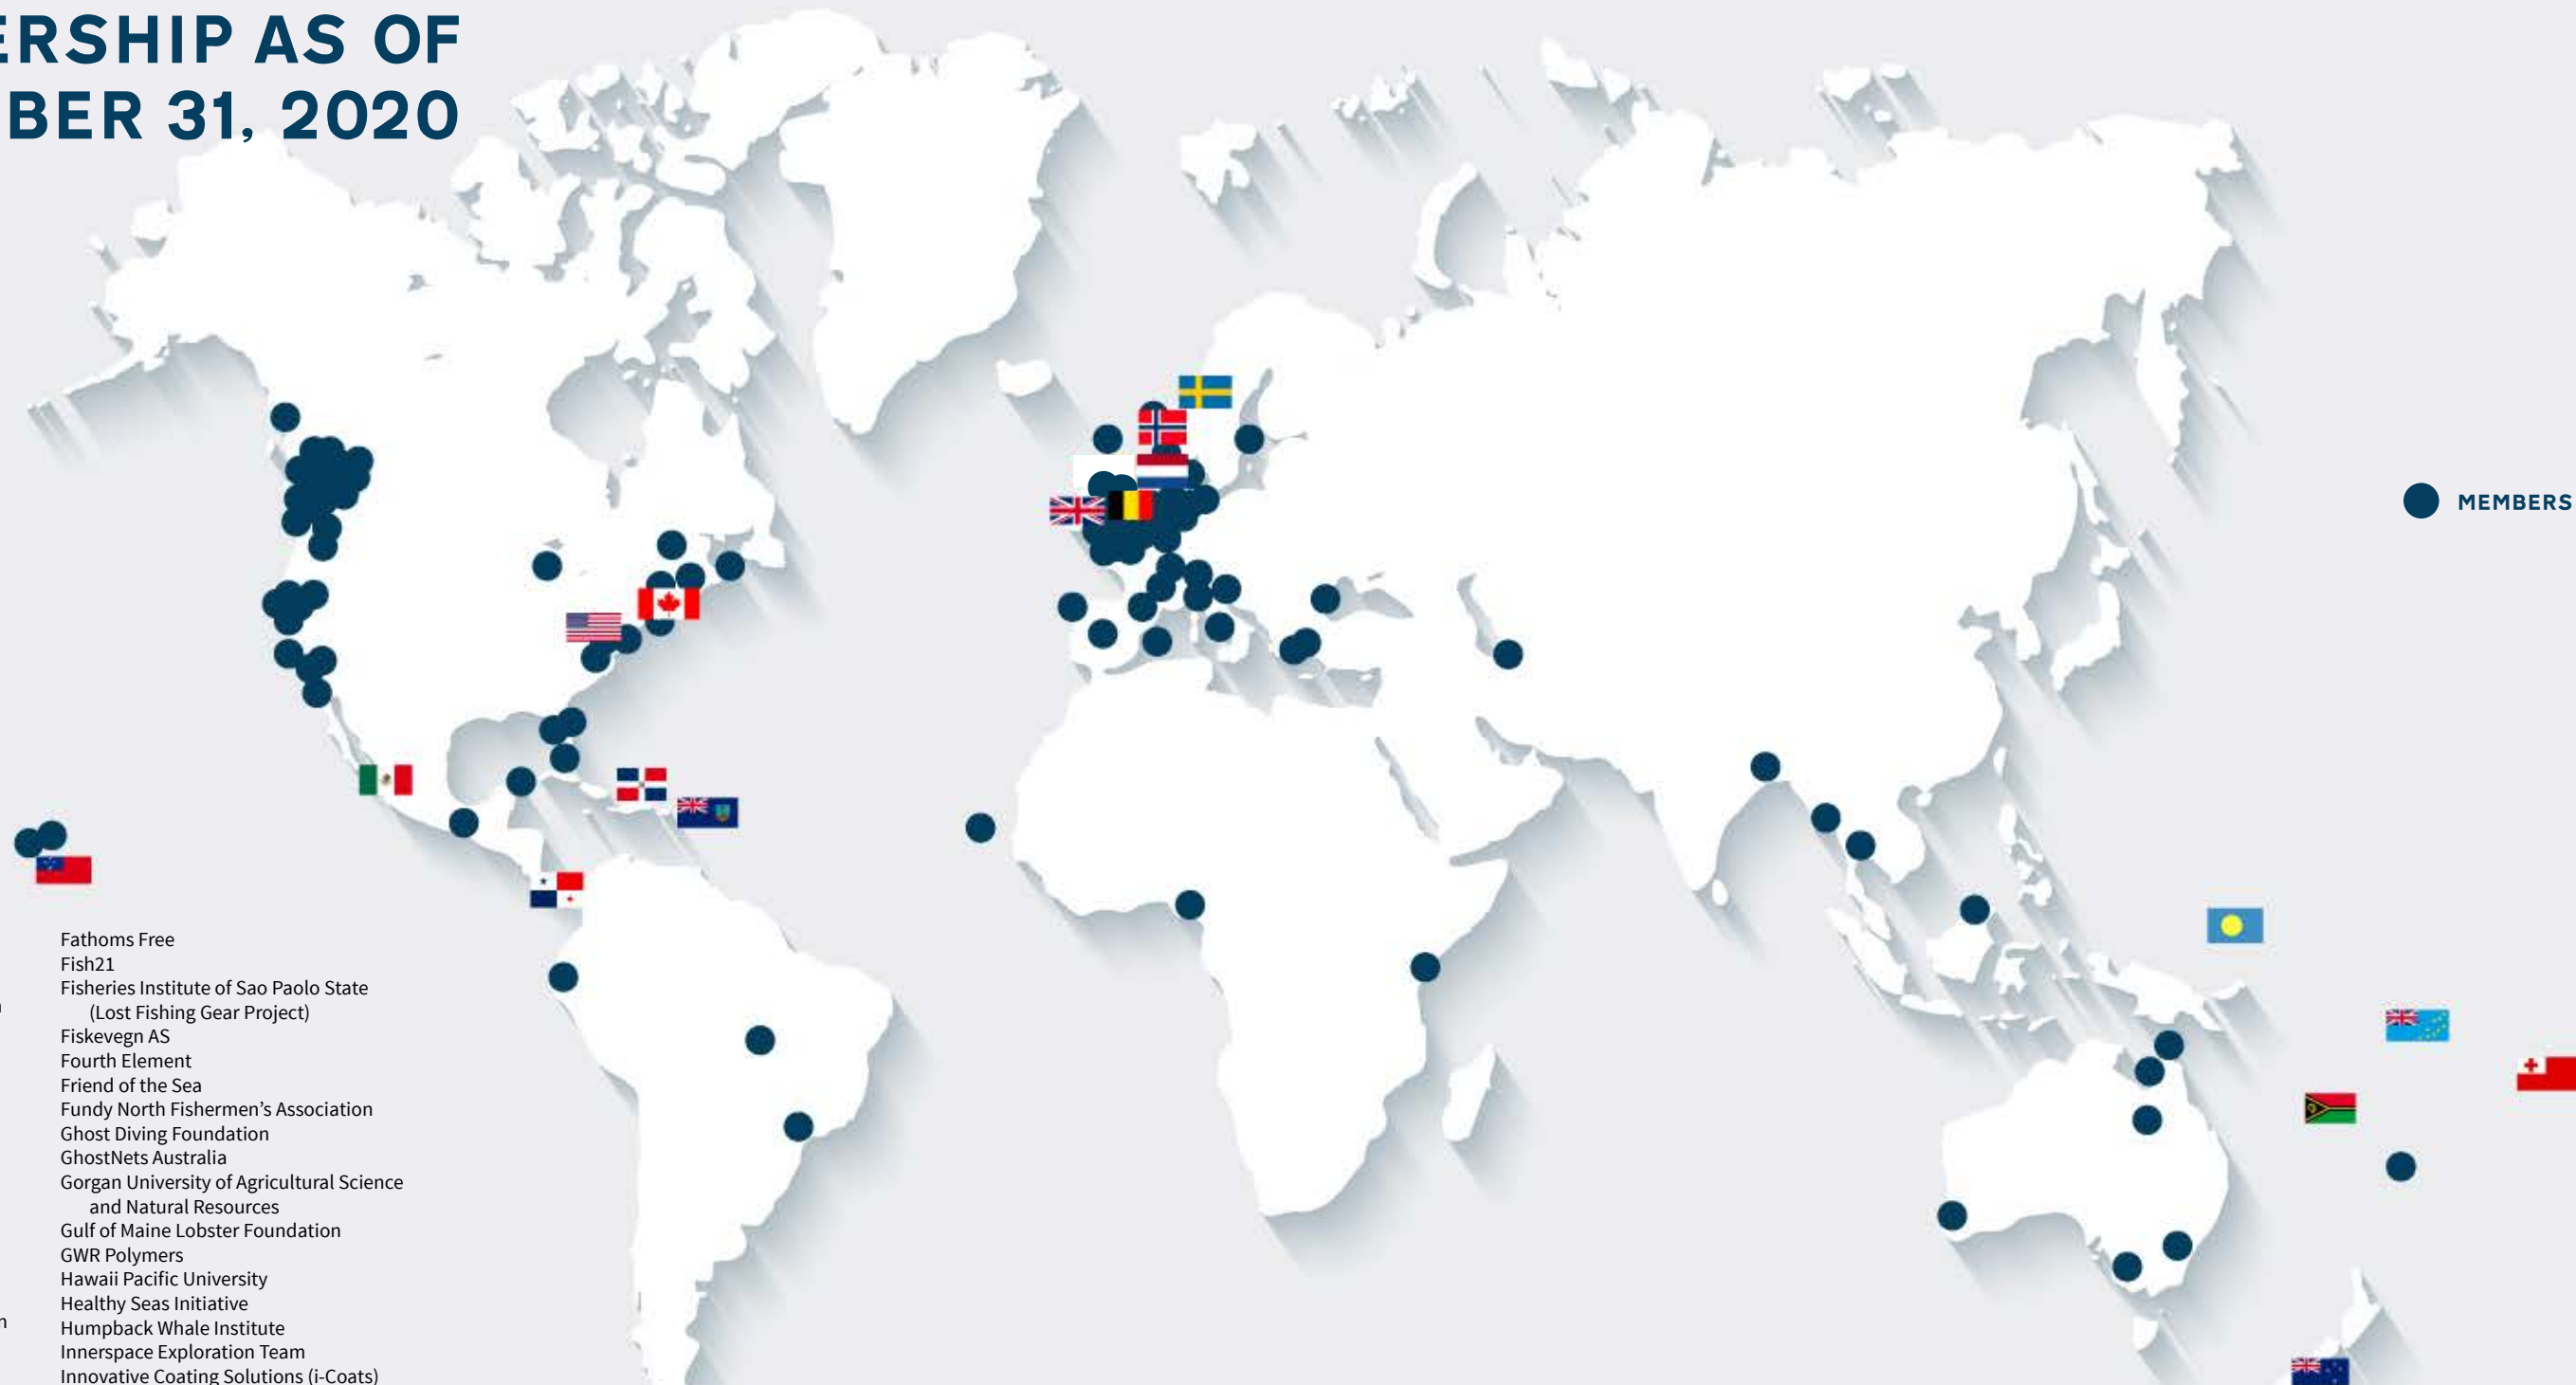 ERSHIP AS OF
BER 31, 2020
MEMBERS
Fathoms Free
Fish21
Fisheries Institute of Sao Paolo State
(Lost Fishing Gear Project)
Fiskevegn AS
Fourth Element
Friend of the Sea
Fundy North Fishermen’s Association
Ghost Diving Foundation
GhostNets Australia
Gorgan University of Agricultural Science
and Natural Resources
Gulf of Maine Lobster Foundation
GWR Polymers
Hawaii Pacific University
Healthy Seas Initiative
Humpback Whale Institute
Innerspace Exploration Team
Innovative Coating Solutions (i-Coats)